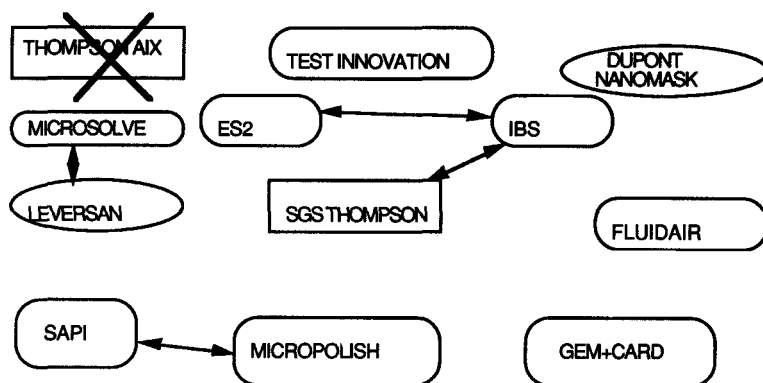 THOMPSON AIX
TEST INNOVATION
DUPONT
NANOMASK
MICROSOLVE
ES2
IBS
LEVERSAN
SGS THOMPSON
FLUIDAIR
SAPI
MICROPOLISH
GEM+CARD